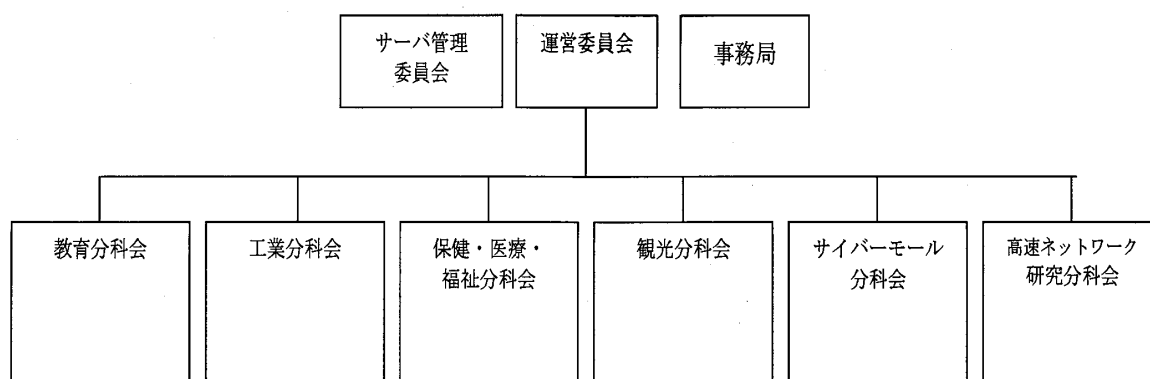 サーバ管理
委員会
運営委員会
事務局
教育分科会
工業分科会
保健・医療・
福祉分科会
観光分科会
サイバーモール
分科会
高速ネットワーク
研究分科会